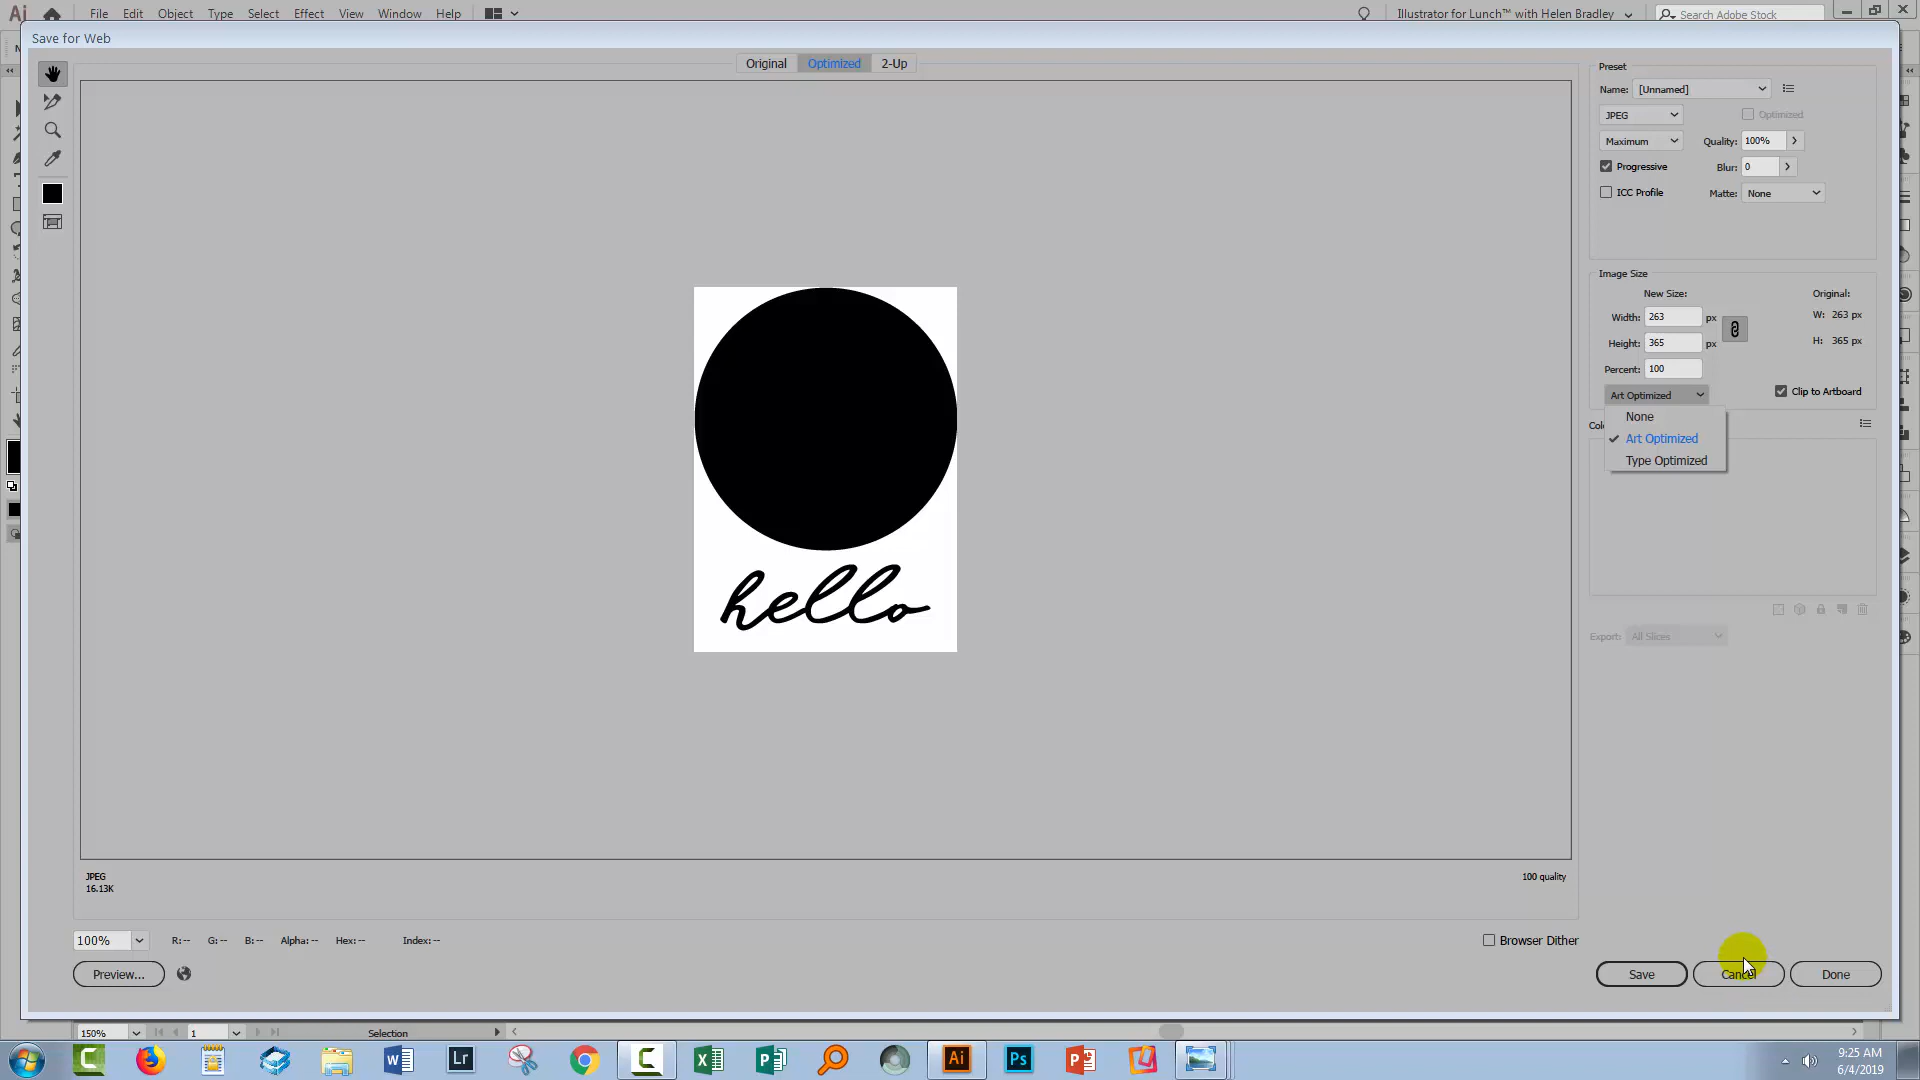 Ai File Edit Object Type Select Effect View Window Help Illustrator for Lunch™ with Helen Bradley Search Adobe Stock
Save for Web
Original Optimized 2-Up
Preset
Name: [Unnamed]
JPEG Optimized
Maximum Quality: 100%
Progressive Blur: 0
ICC Profile Matte: None
Image Size
New Size: Original:
Width: 263 px W: 263 px
Height: 365 px H: 365 px
Percent: 100
Art Optimized Clip to Artboard
None
Art Optimized
Type Optimized
hello
Export: All Slices
JPEG
16.13K
100 quality
100% R: -- G: -- B: -- Alpha: -- Hex: -- Index: --
Browser Dither
Preview... Save Cancel Done
150% 1 Selection
Lr Ai Ps
9:25 AM
6/4/2019